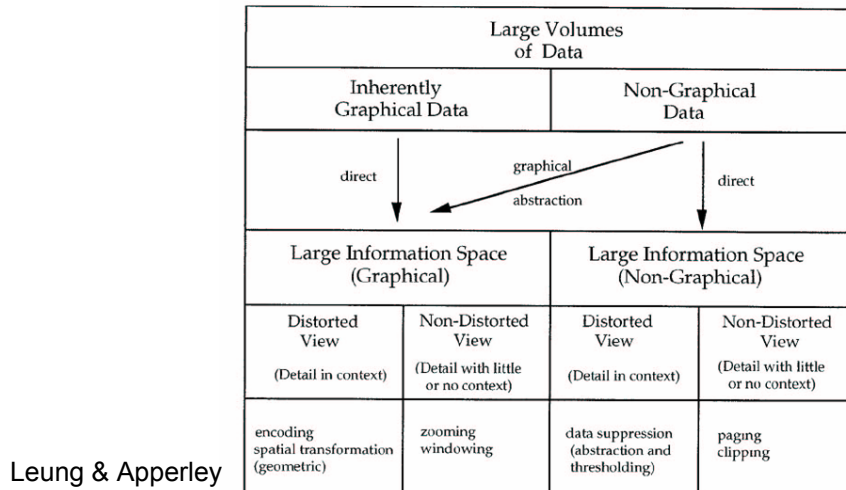 Large Volumes
of Data
Inherently
Graphical Data
Non-Graphical
Data
direct
graphical
abstraction
direct
Large Information Space
(Graphical)
Large Information Space
(Non-Graphical)
Distorted
View
(Detail in context)
Non-Distorted
View
(Detail with little
or no context)
Distorted
View
(Detail in context)
Non-Distorted
View
(Detail with little
or no context)
encoding
spatial transformation
(geometric)
zooming
windowing
data suppression
(abstraction and
thresholding)
paging
clipping
Leung & Apperley